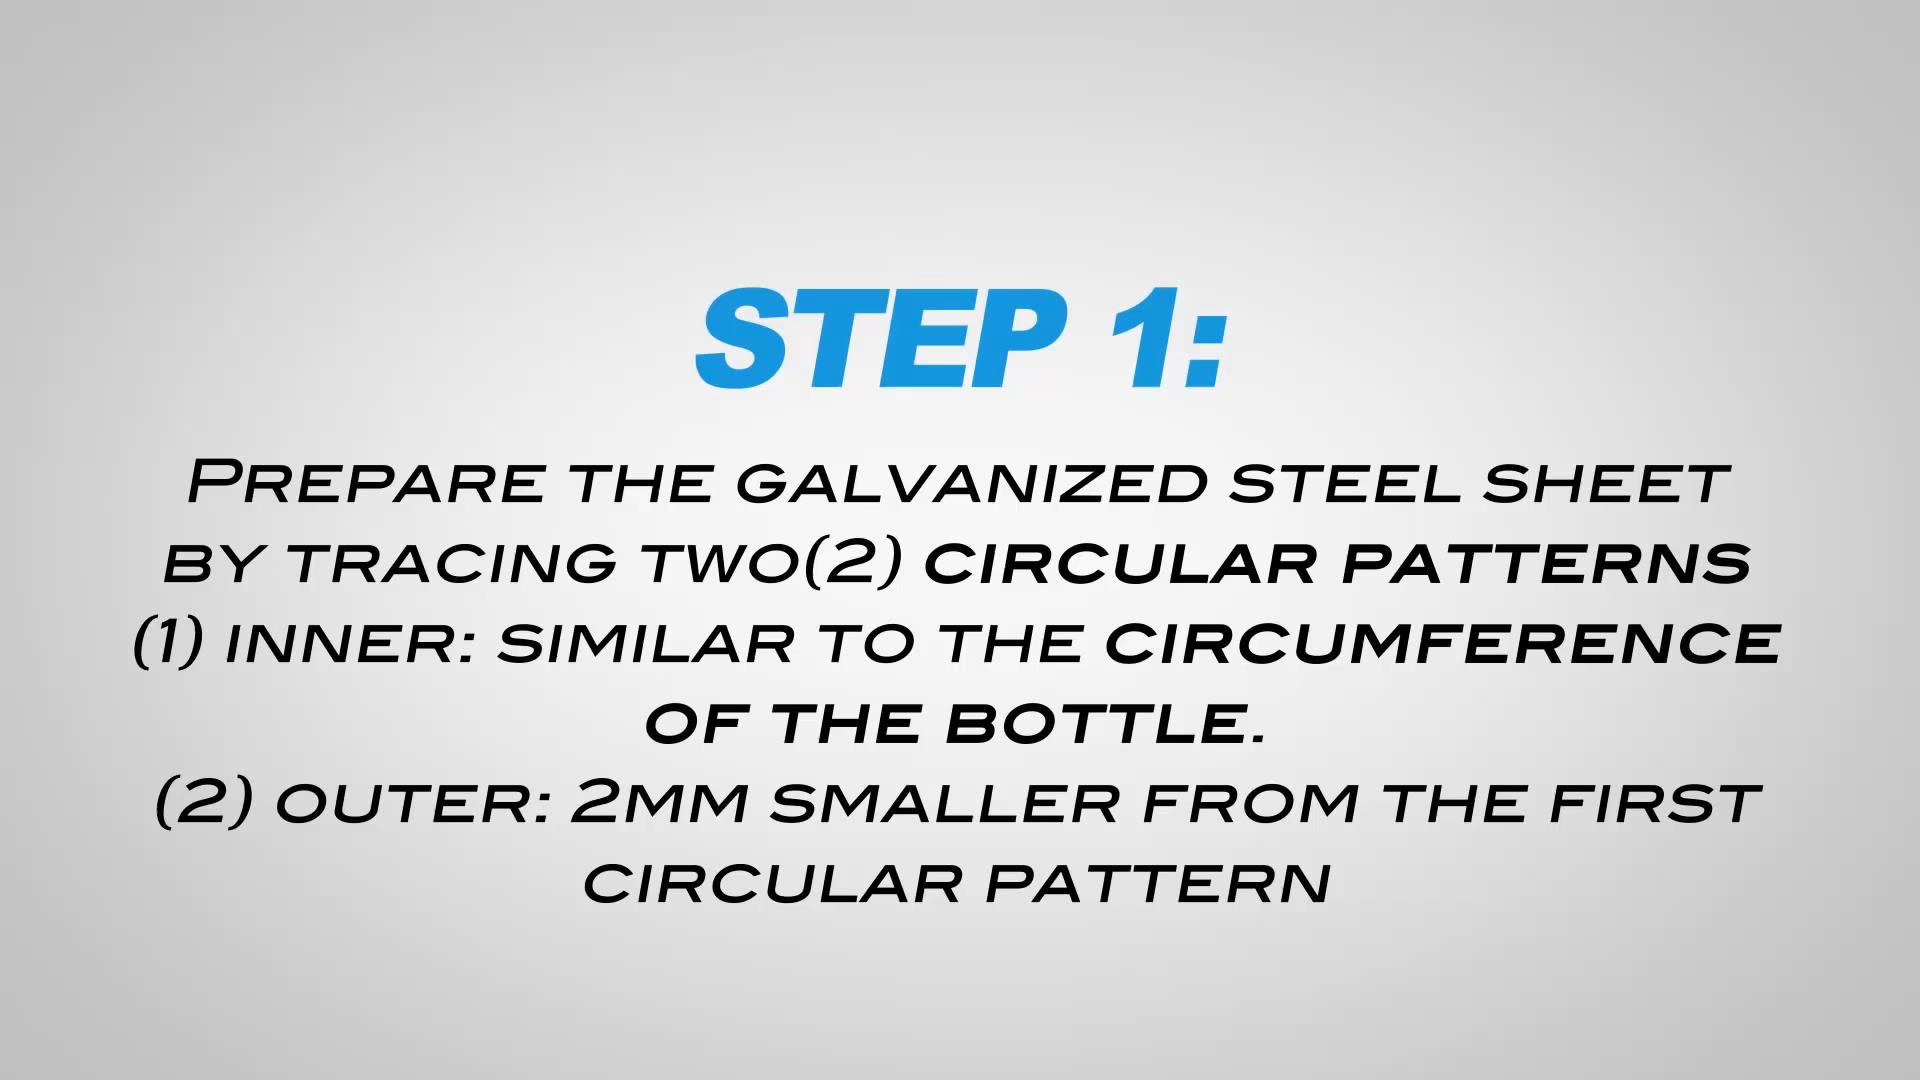 STEP 1:
PREPARE THE GALVANIZED STEEL SHEET
BY TRACING TWO(2) CIRCULAR PATTERNS
(1) INNER: SIMILAR TO THE CIRCUMFERENCE
OF THE BOTTLE.
(2) OUTER: 2MM SMALLER FROM THE FIRST
CIRCULAR PATTERN